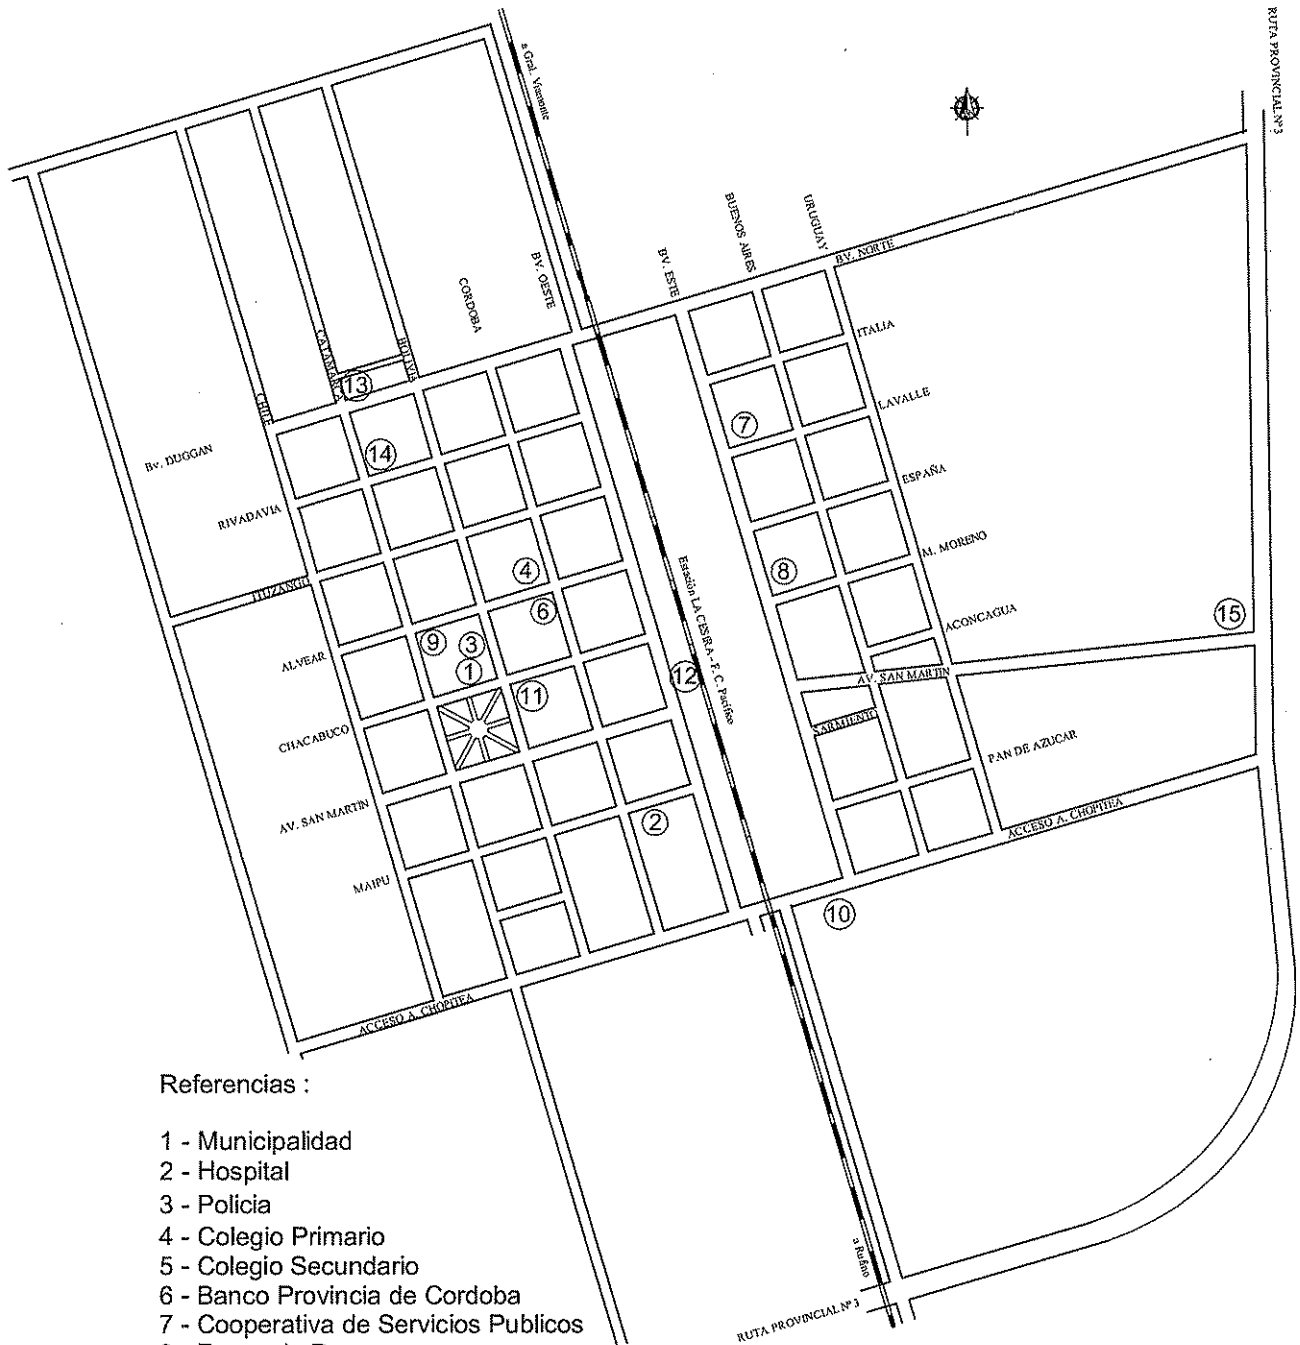 a Gral. Viamonte
RUTA PROVINCIAL Nº 3
BUENOS AIRES
URUGUAY
BV. NORTE
BV. ESTE
BV. OESTE
CORDOBA
ITALIA
CATAMARCA
BOLIVIA
13
CHILE
LAVALLE
7
Bv. DUGGAN
14
ESPAÑA
RIVADAVIA
M. MORENO
4
8
ITUZANGO
Estación LA CESIRA - F. C. Pacífico
6
ACONCAGUA
15
9
3
ALVEAR
1
12
AV. SAN MARTIN
11
SARMIENTO
CHACABUCO
PAN DE AZUCAR
AV. SAN MARTIN
2
ACCESO A. CHOPITEA
MAIPU
10
ACCESO A. CHOPITEA
Referencias :
1 - Municipalidad
2 - Hospital
3 - Policia
4 - Colegio Primario
5 - Colegio Secundario
6 - Banco Provincia de Cordoba
7 - Cooperativa de Servicios Publicos
a Rufino
RUTA PROVINCIAL Nº 3